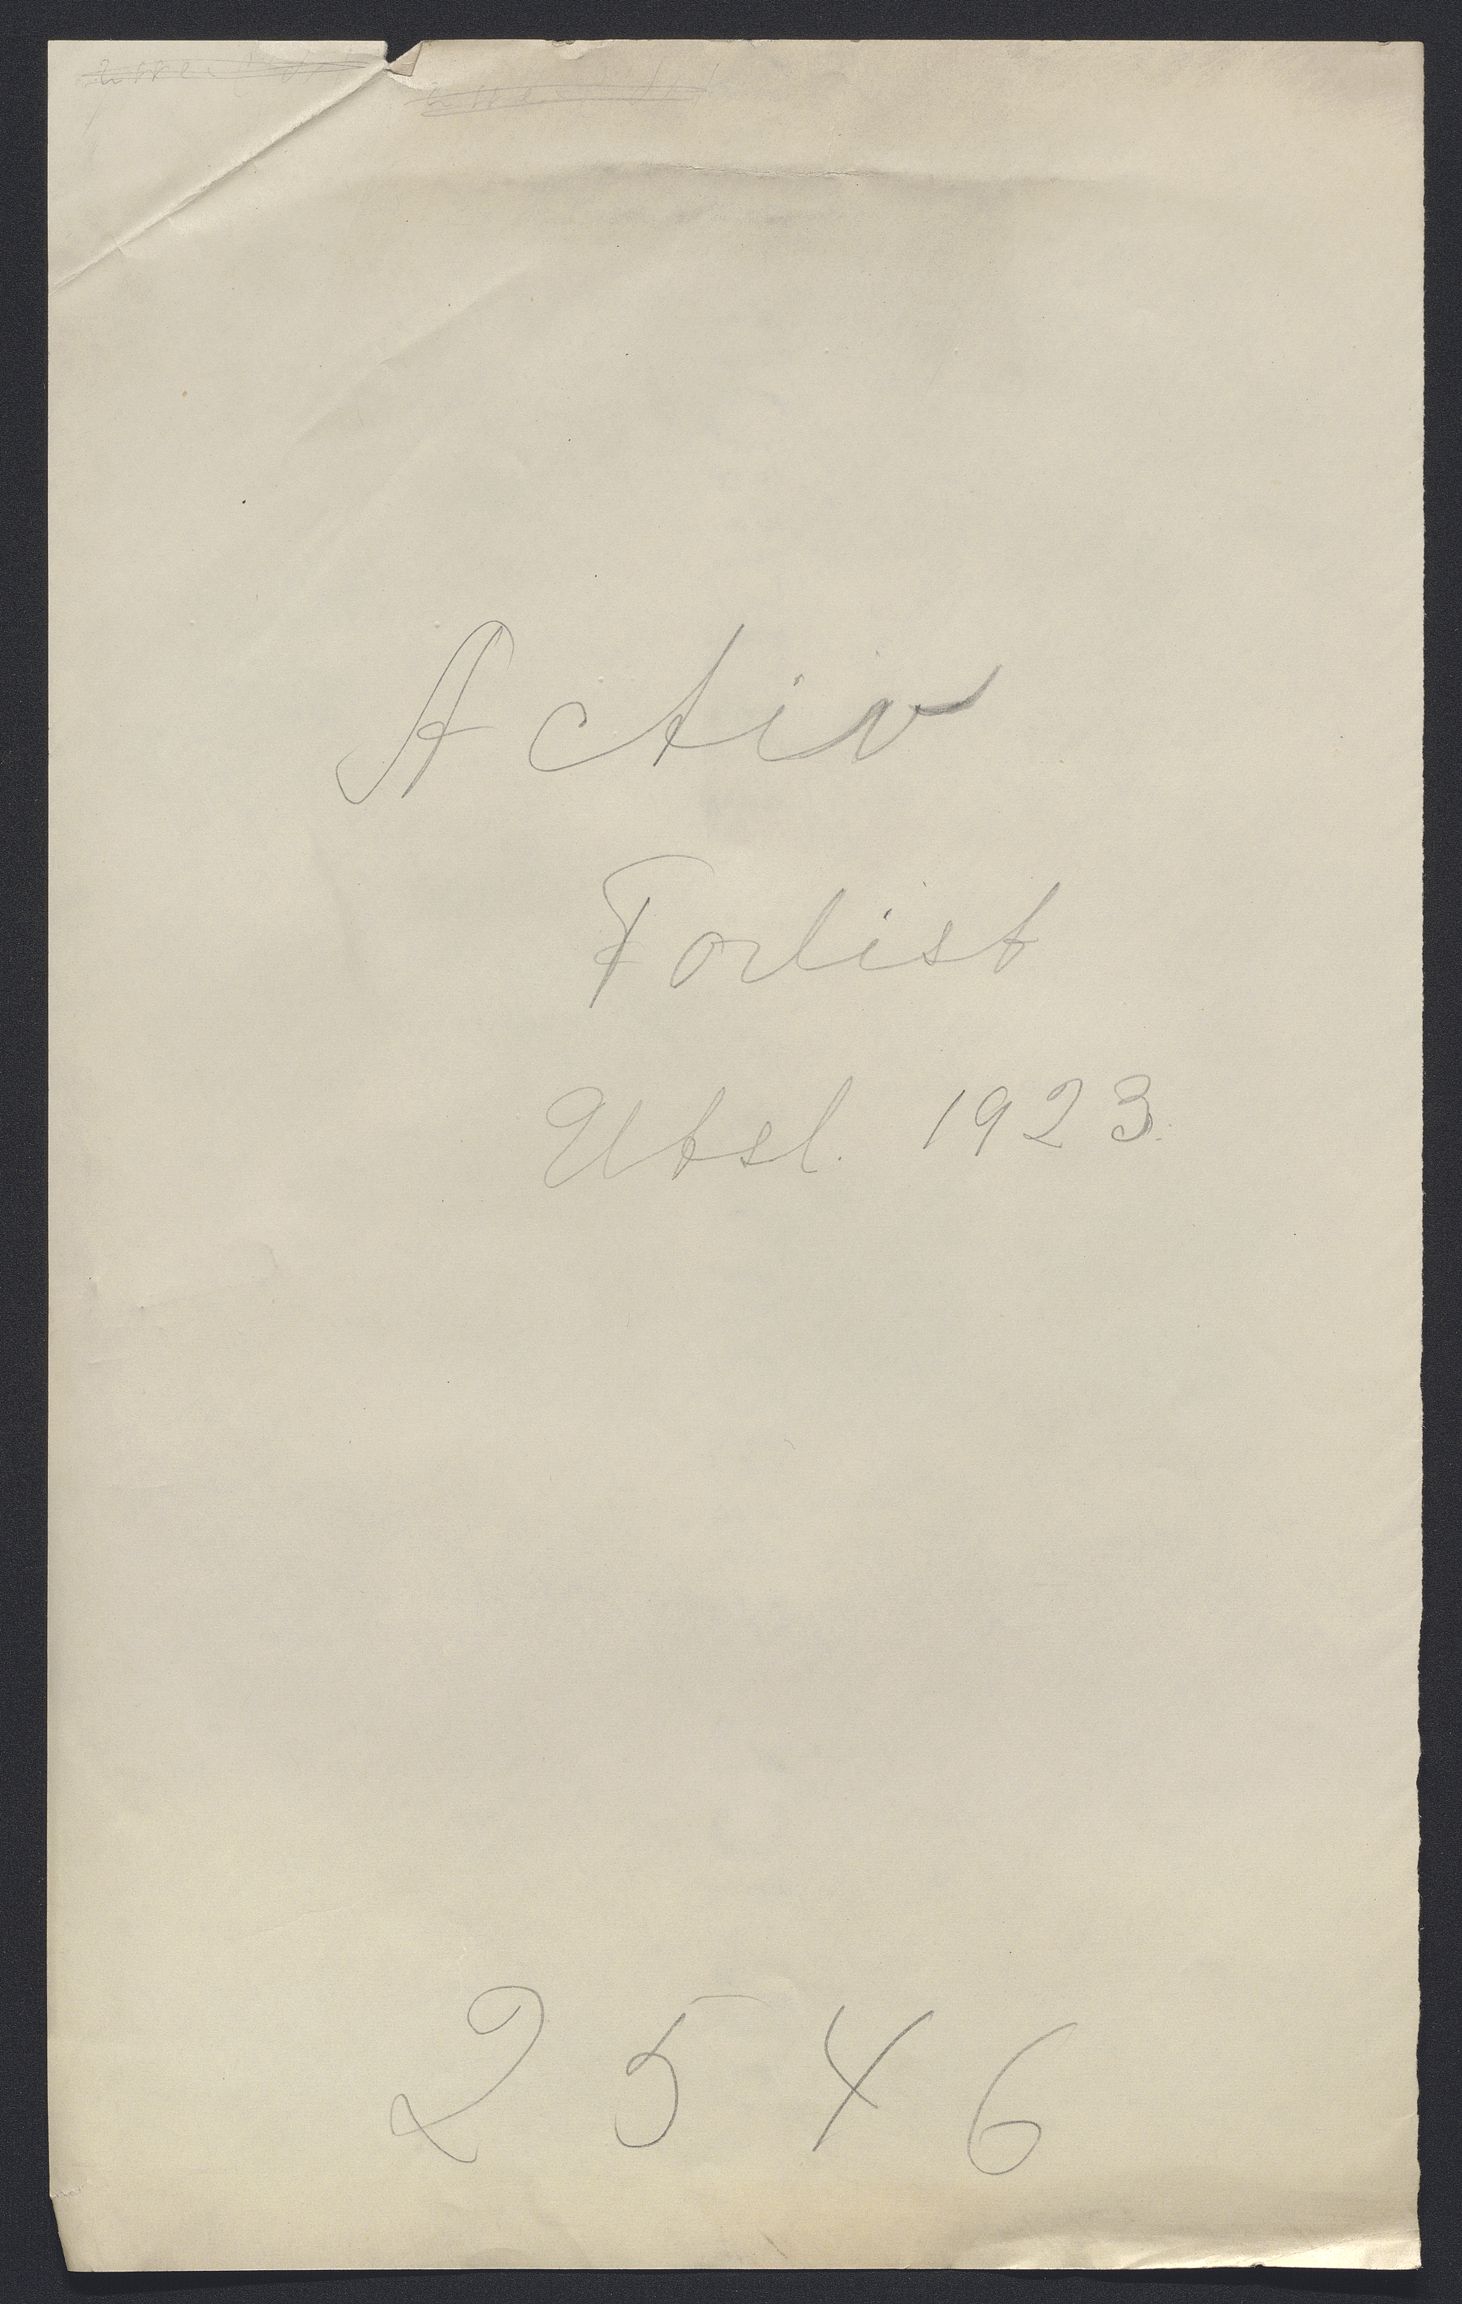 Activ
Forlist
Utsl. 1923.
2546